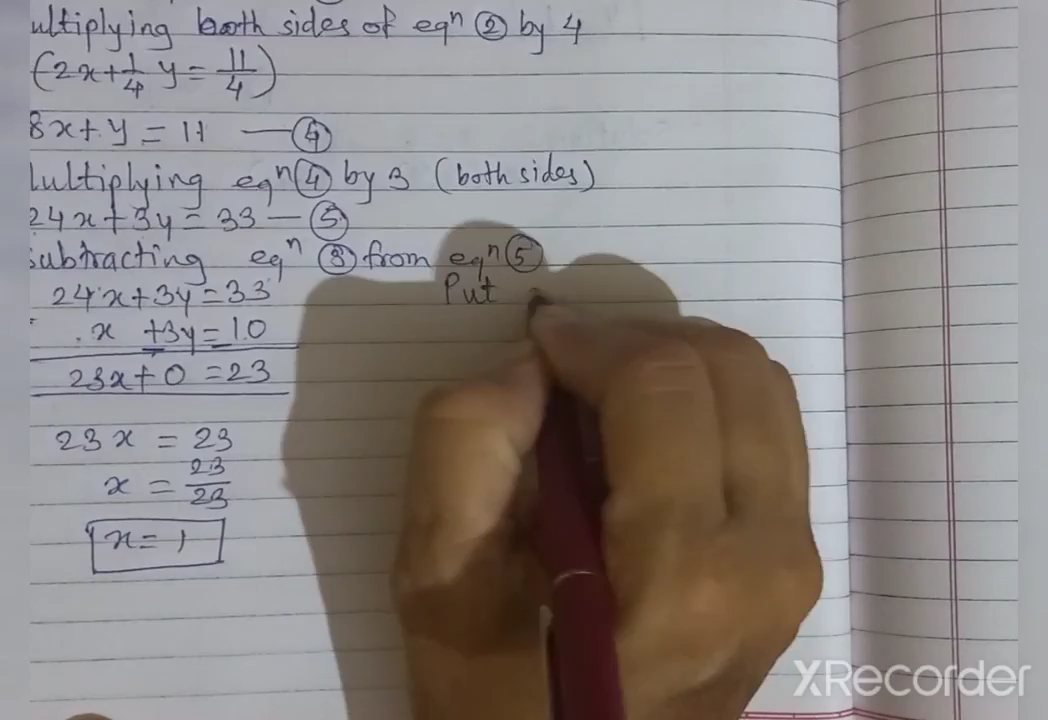 ultiplying both sides of eqⁿ ② by 4
(2x+1/4 y = 11/4)
8x+y = 11 — ④
ultiplying eqⁿ ④ by 3 (both sides)
24x+3y = 33 — ⑤
subtracting eqⁿ ③ from eqⁿ ⑤
24x+3y=33
x +3y=10
23x+0 =23
23x = 23
x = 23/23
x = 1
Put
XRecorder